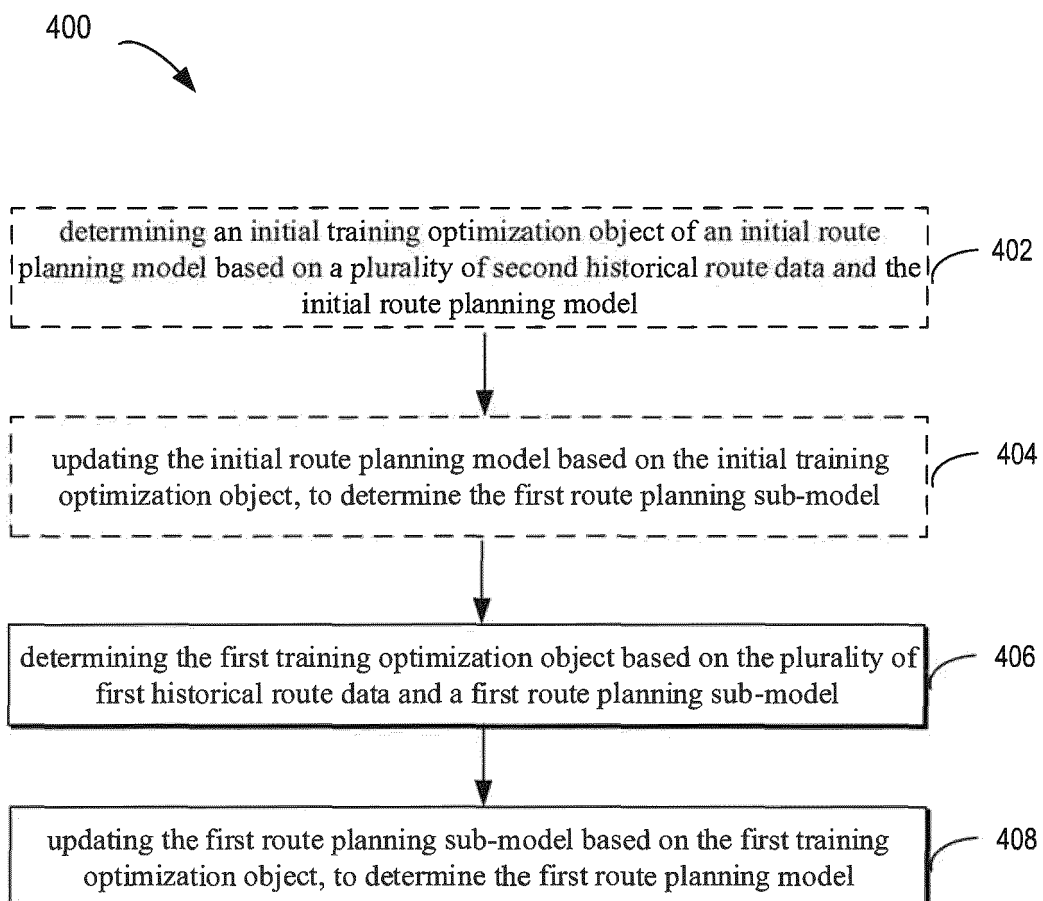 400
determining an initial training optimization object of an initial route
planning model based on a plurality of second historical route data and the
initial route planning model
402
updating the initial route planning model based on the initial training
optimization object, to determine the first route planning sub-model
404
determining the first training optimization object based on the plurality of
first historical route data and a first route planning sub-model
406
updating the first route planning sub-model based on the first training
optimization object, to determine the first route planning model
408